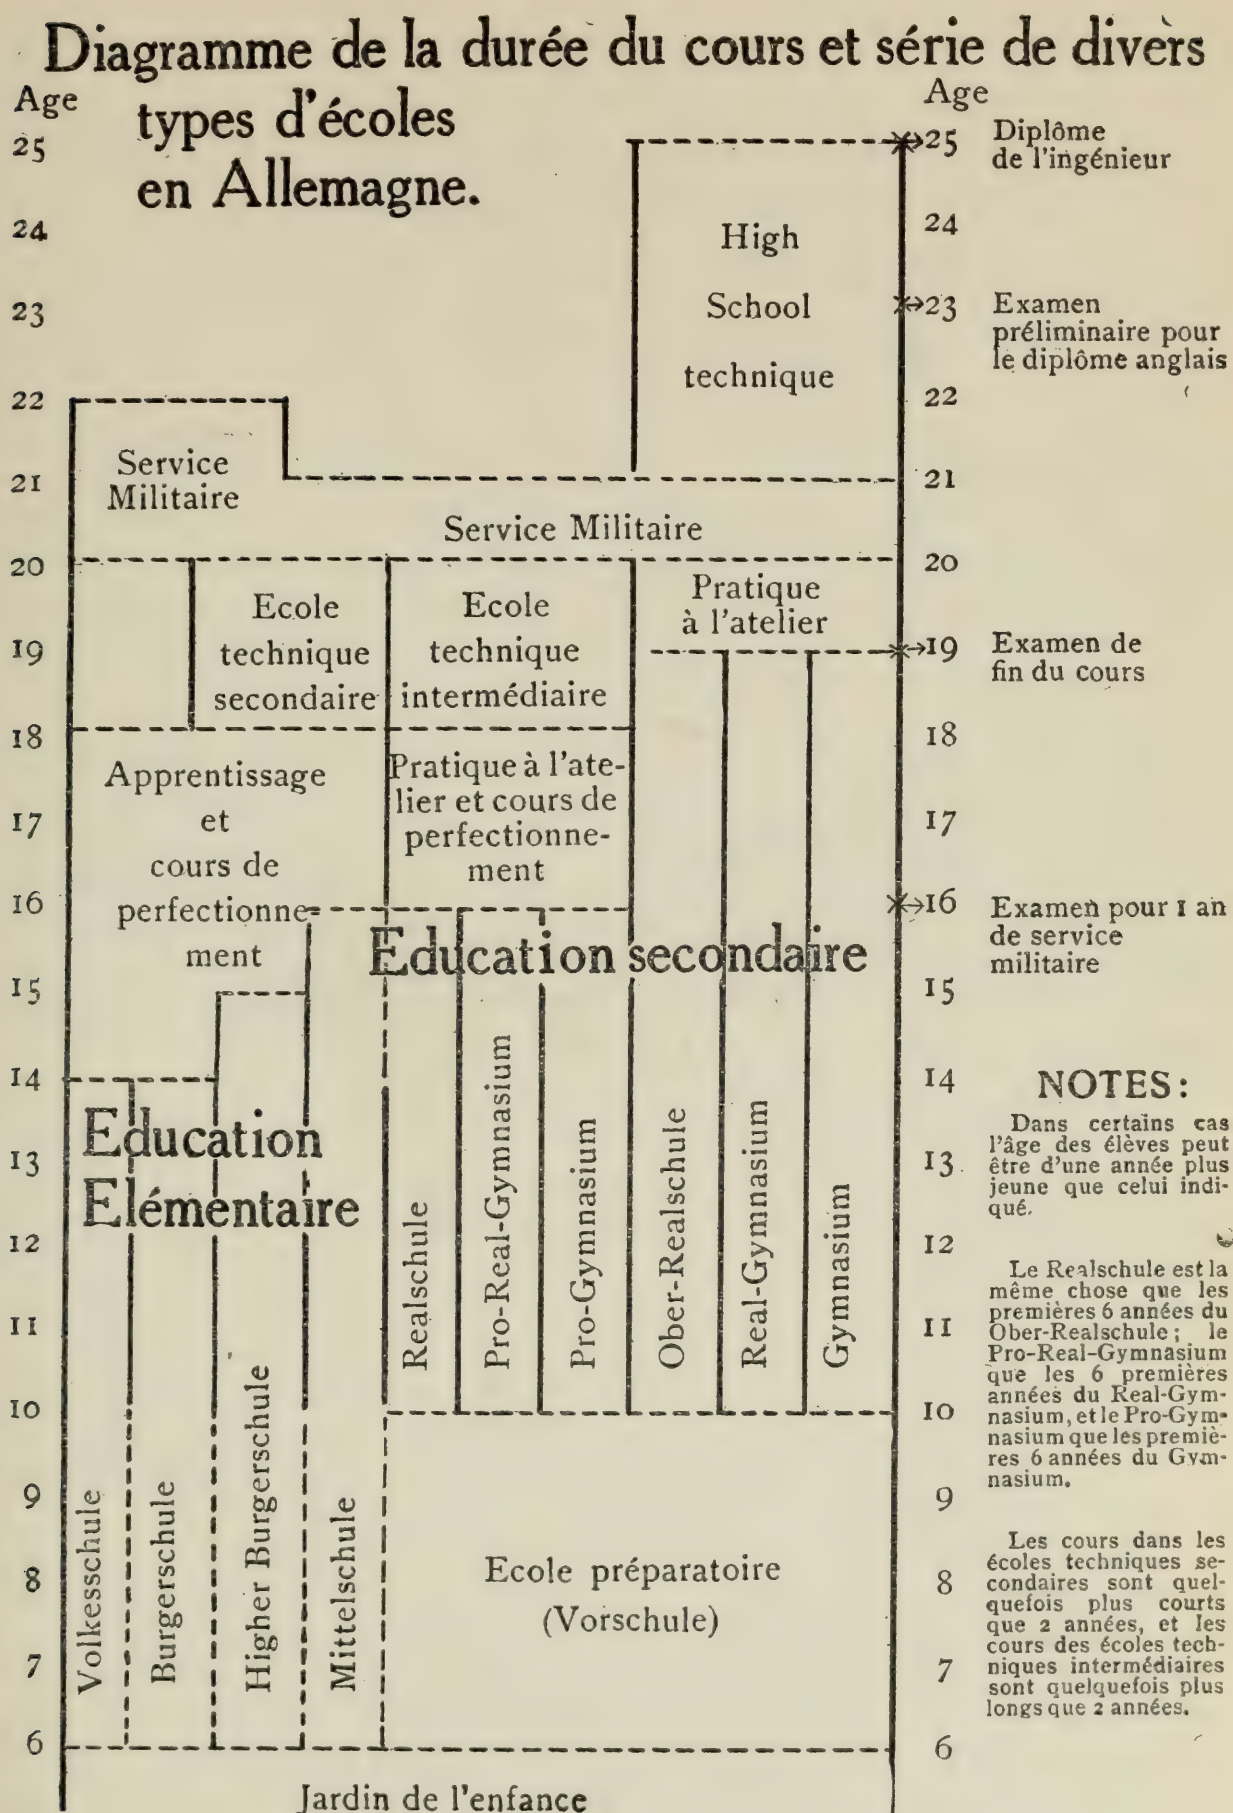 Diagramme de la durée du cours et série de divers
types d'écoles
en Allemagne.
Age
25
24
23
22
21
20
19
18
17
16
15
14
13
12
11
10
9
8
7
6
Age
25
24
23
22
21
20
19
18
17
16
15
14
13
12
11
10
9
8
7
6
Diplôme
de l'ingénieur
Examen
préliminaire pour
le diplôme anglais
Examen de
fin du cours
Examen pour 1 an
de service
militaire
High
School
technique
Service
Militaire
Service Militaire
Ecole
technique
secondaire
Ecole
technique
intermédiaire
Pratique
à l'atelier
Apprentissage
et
cours de
perfectionne-
ment
Pratique à l'ate-
lier et cours de
perfectionne-
ment
Education secondaire
Education
Elémentaire
Realschule
Pro-Real-Gymnasium
Pro-Gymnasium
Ober-Realschule
Real-Gymnasium
Gymnasium
Volkesschule
Burgerschule
Higher Burgerschule
Mittelschule
Ecole préparatoire
(Vorschule)
Jardin de l'enfance
NOTES:
Dans certains cas
l'âge des élèves peut
être d'une année plus
jeune que celui indi-
qué.
Le Realschule est la
même chose que les
premières 6 années du
Ober-Realschule; le
Pro-Real-Gymnasium
que les 6 premières
années du Real-Gym-
nasium, et le Pro-Gym-
nasium que les premiè-
res 6 années du Gym-
nasium.
Les cours dans les
écoles techniques se-
condaires sont quel-
quefois plus courts
que 2 années, et les
cours des écoles tech-
niques intermédiaires
sont quelquefois plus
longs que 2 années.